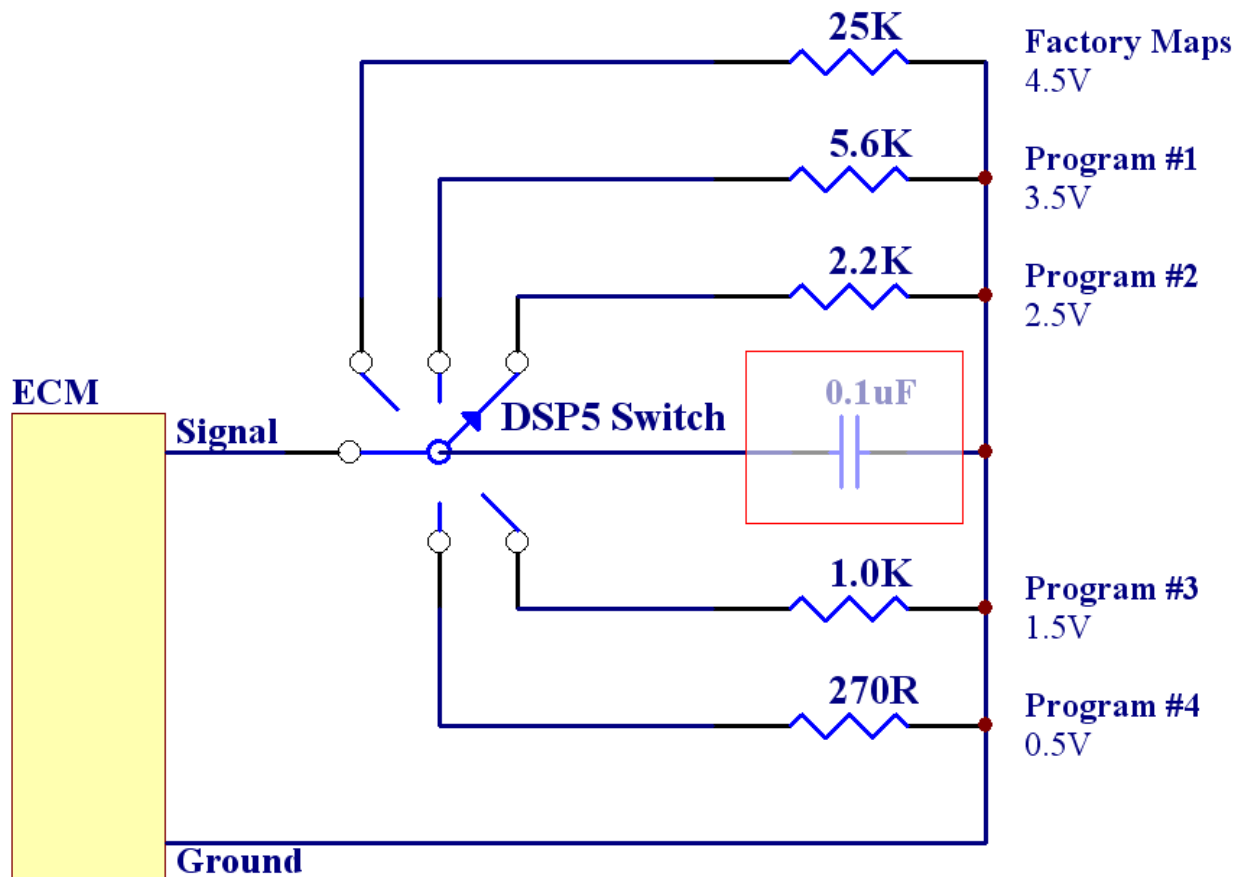 25K
Factory Maps
4.5V
5.6K
Program #1
3.5V
2.2K
Program #2
2.5V
ECM
Signal
DSP5 Switch
0.1uF
1.0K
Program #3
1.5V
270R
Program #4
0.5V
Ground